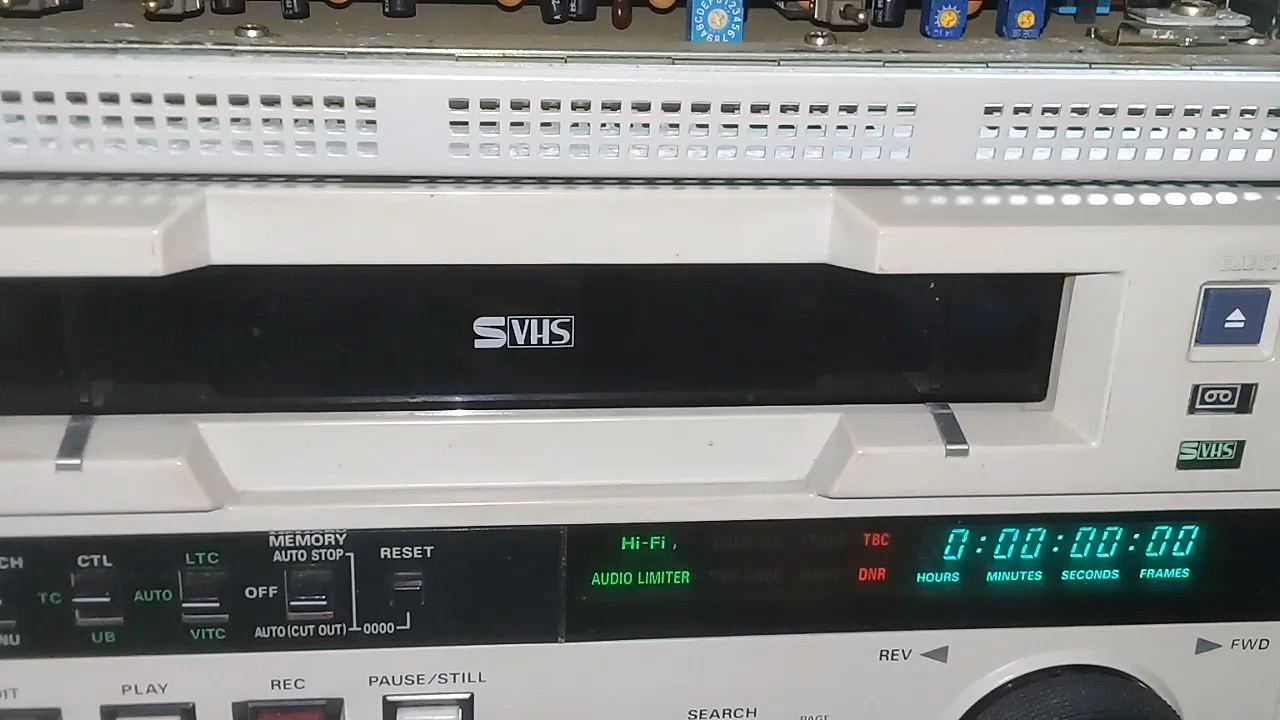 EJECT
S VHS
S VHS
MEMORY
CH
CTL
LTC
AUTO STOP
RESET
Hi-Fi
TBC
0:00:00:00
TC
AUTO
OFF
AUDIO LIMITER
DNR
HOURS MINUTES SECONDS FRAMES
NU
UB
VITC
AUTO (CUT OUT)
0000
REV
FWD
PLAY
REC
PAUSE/STILL
SEARCH